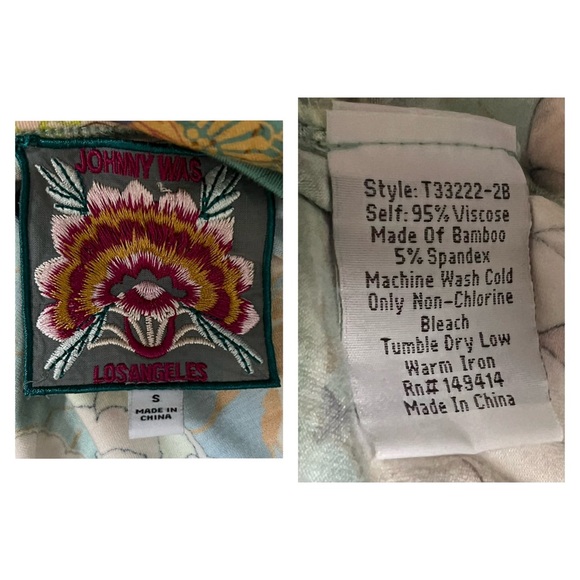 JOHNNY WAS
LOS ANGELES
S
MADE IN
CHINA
Style: T33222-2B
Self: 95% Viscose
Made Of Bamboo
5% Spandex
Machine Wash Cold
Only Non-Chlorine
Bleach
Tumble Dry Low
Warm Iron
Rn# 149414
Made In China